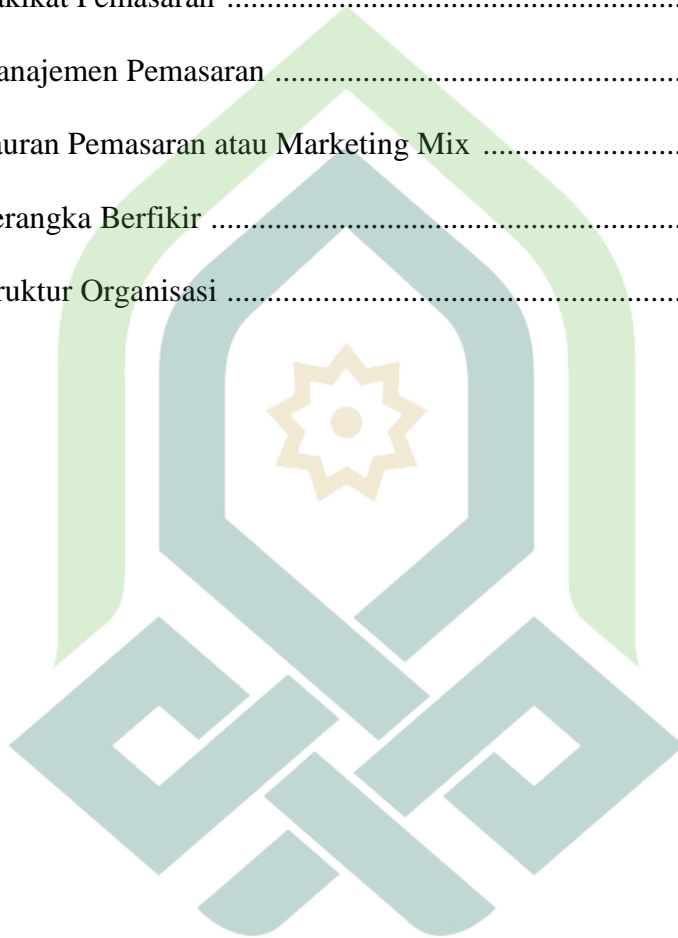 akikat Pemasaran ....................................................
anajemen Pemasaran ..............................................
auran Pemasaran atau Marketing Mix ......................
erangka Berfikir ......................................................
ruktur Organisasi ....................................................